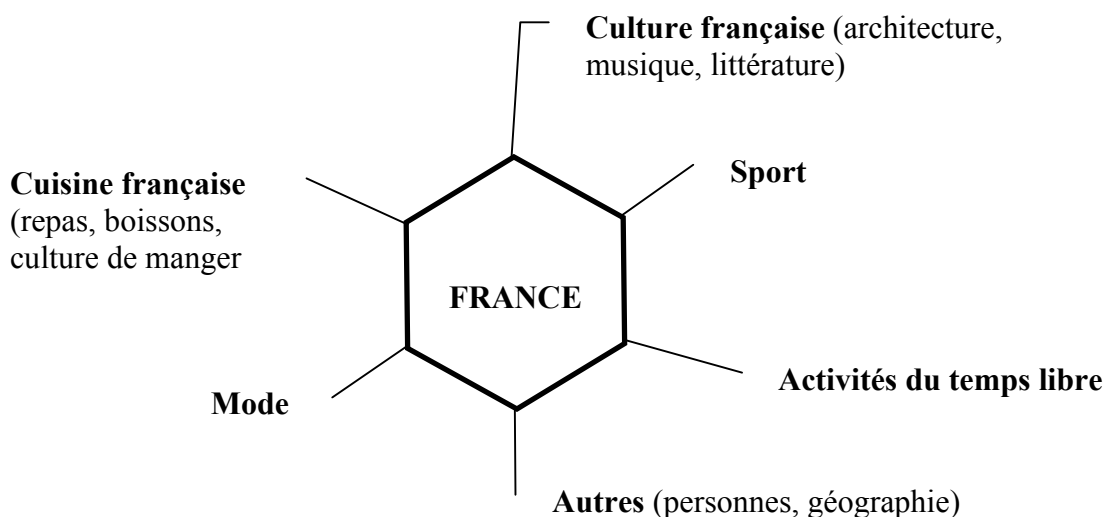 Culture française (architecture,
musique, littérature)
Sport
Cuisine française
(repas, boissons,
culture de manger
FRANCE
Activités du temps libre
Mode
Autres (personnes, géographie)